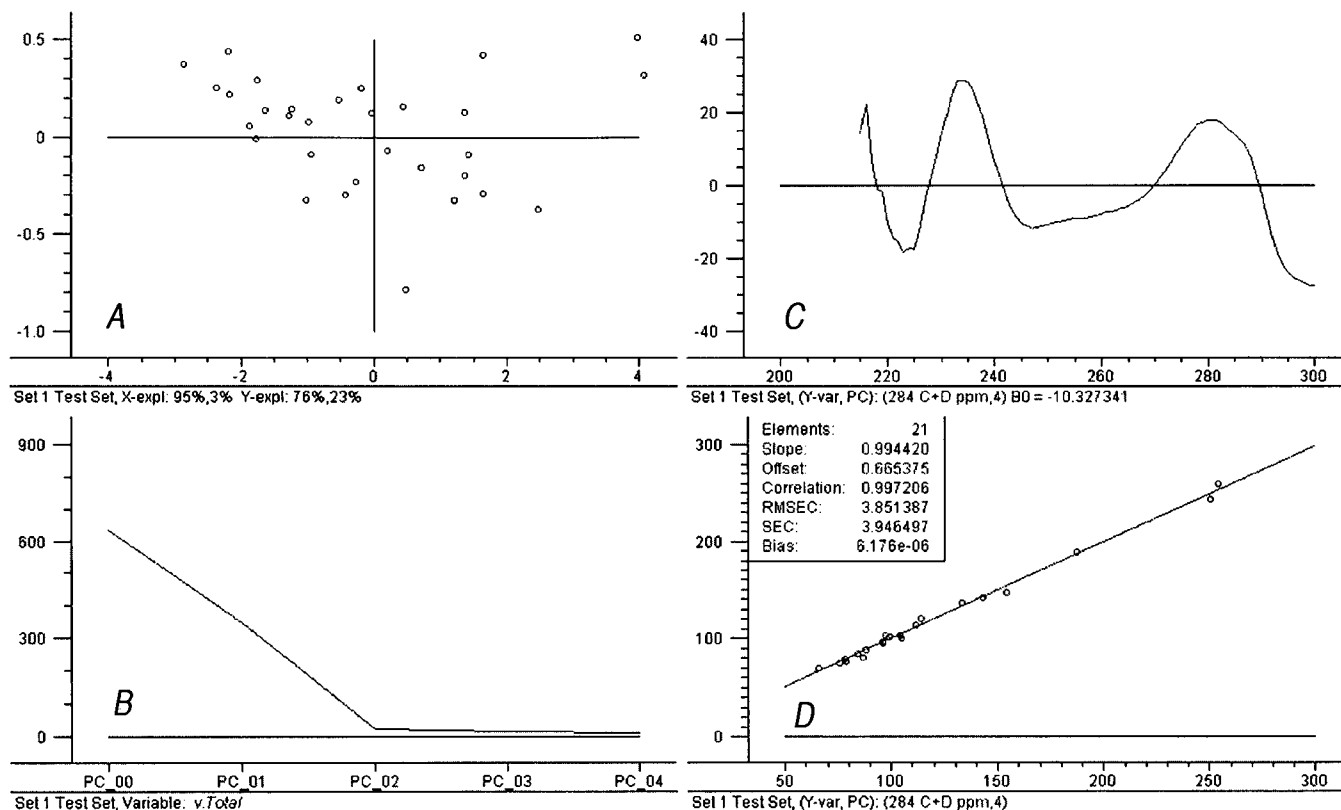 0.5
0
-0.5
-1.0
A
-4
-2
0
2
4
Set 1 Test Set, X-expl: 95%,3% Y-expl: 76%,23%
40
20
0
-20
-40
C
200
220
240
260
280
300
Set 1 Test Set, (Y-var, PC): (284 C+D ppm,4) B0 = -10.327341
900
600
300
0
B
PC_00
PC_01
PC_02
PC_03
PC_04
Set 1 Test Set, Variable: v.Total
300
200
100
0
Elements: 21
Slope: 0.994420
Offset: 0.665375
Correlation: 0.997206
RMSEC: 3.851387
SEC: 3.946497
Bias: 6.176e-06
D
50
100
150
200
250
300
Set 1 Test Set, (Y-var, PC): (284 C+D ppm,4)